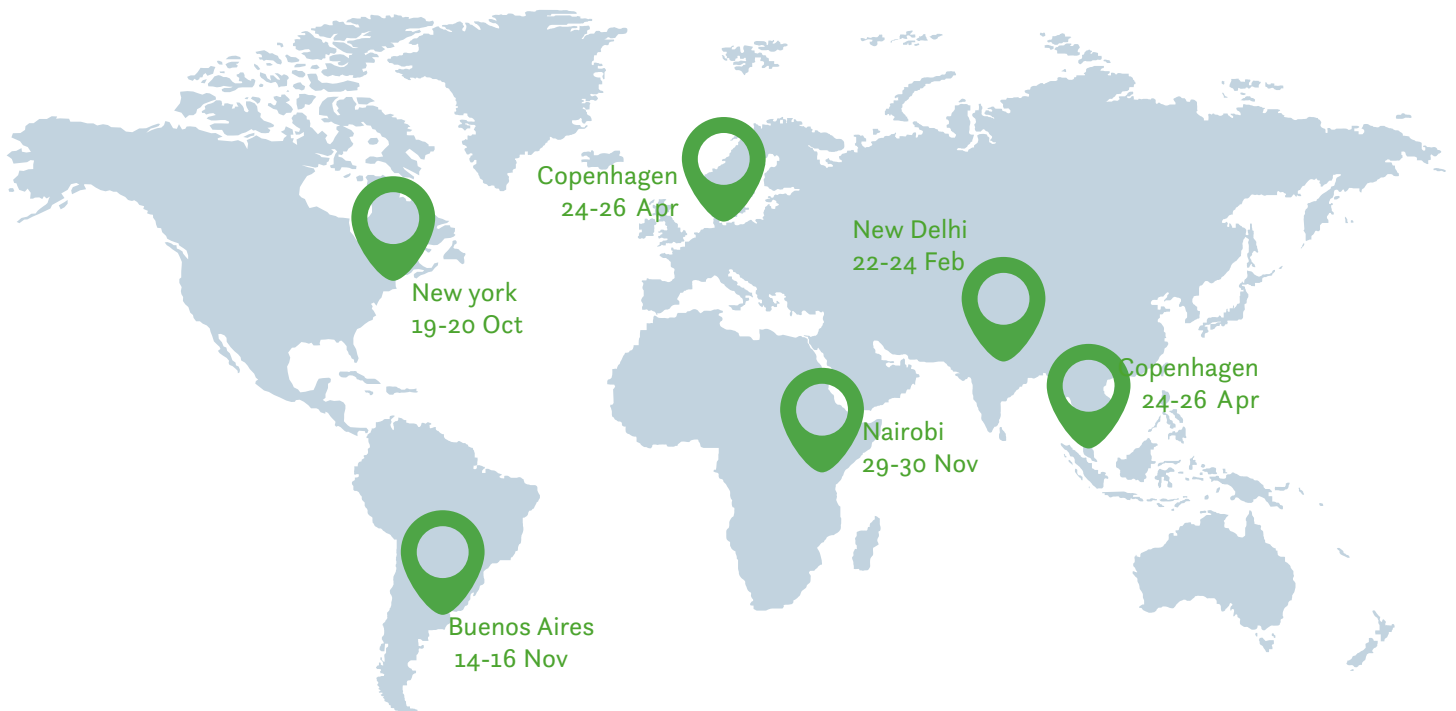 Copenhagen
24-26 Apr
New Delhi
22-24 Feb
New york
19-20 Oct
Copenhagen
24-26 Apr
Nairobi
29-30 Nov
Buenos Aires
14-16 Nov